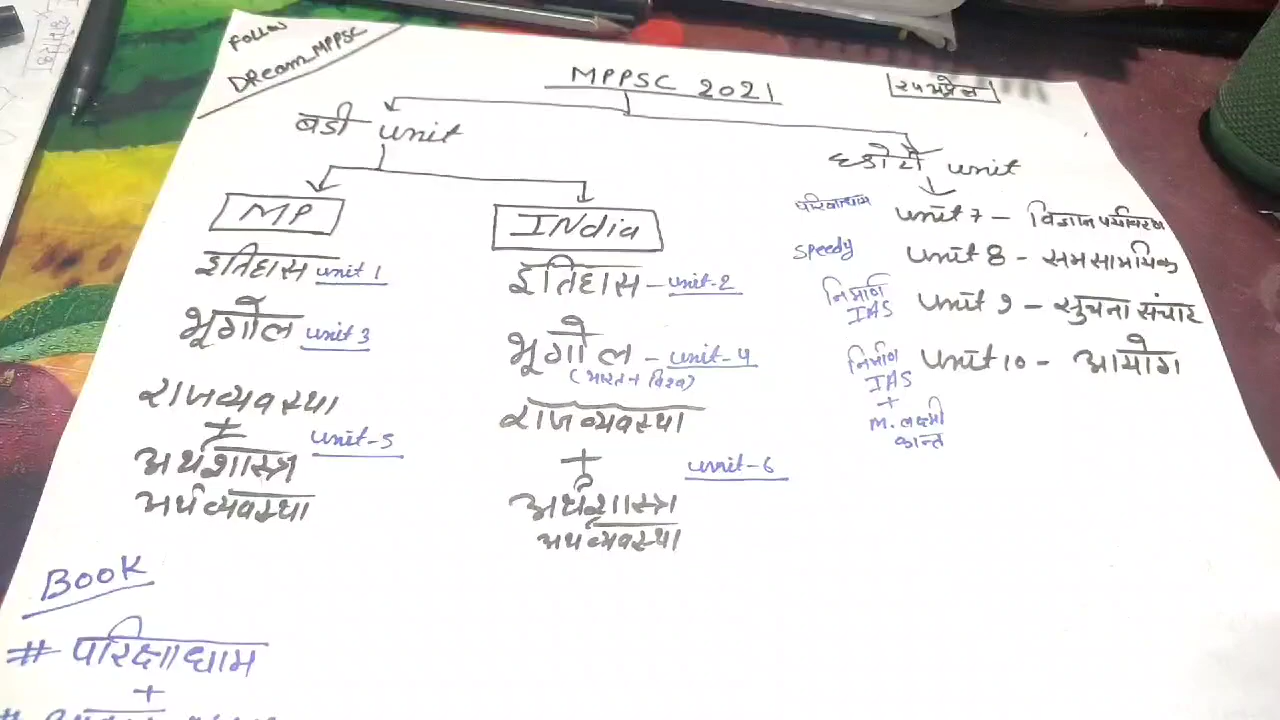 FOLLOW
DReam_MPPSC
MPPSC 2021
25 अप्रैल
बडी unit
छोटी unit
MP
INdia
इतिहास unit 1
भूगोल unit 3
राजव्यवस्था
+
अर्थशास्त्र unit-5
अर्थव्यवस्था
इतिहास - unit-2
भूगोल - unit-4
(भारत + विश्व)
राजव्यवस्था
+
unit-6
अर्थशास्त्र
अर्थव्यवस्था
परिक्षाधाम unit 7 - विज्ञान पर्यावरण
Speedy unit 8 - समसामयिक
निर्माण IAS unit 9 - सुचना संचार
निर्माण IAS unit 10 - आयोग
+
M. लक्ष्मी
कान्त
Book
# परिक्षाधाम
+
#